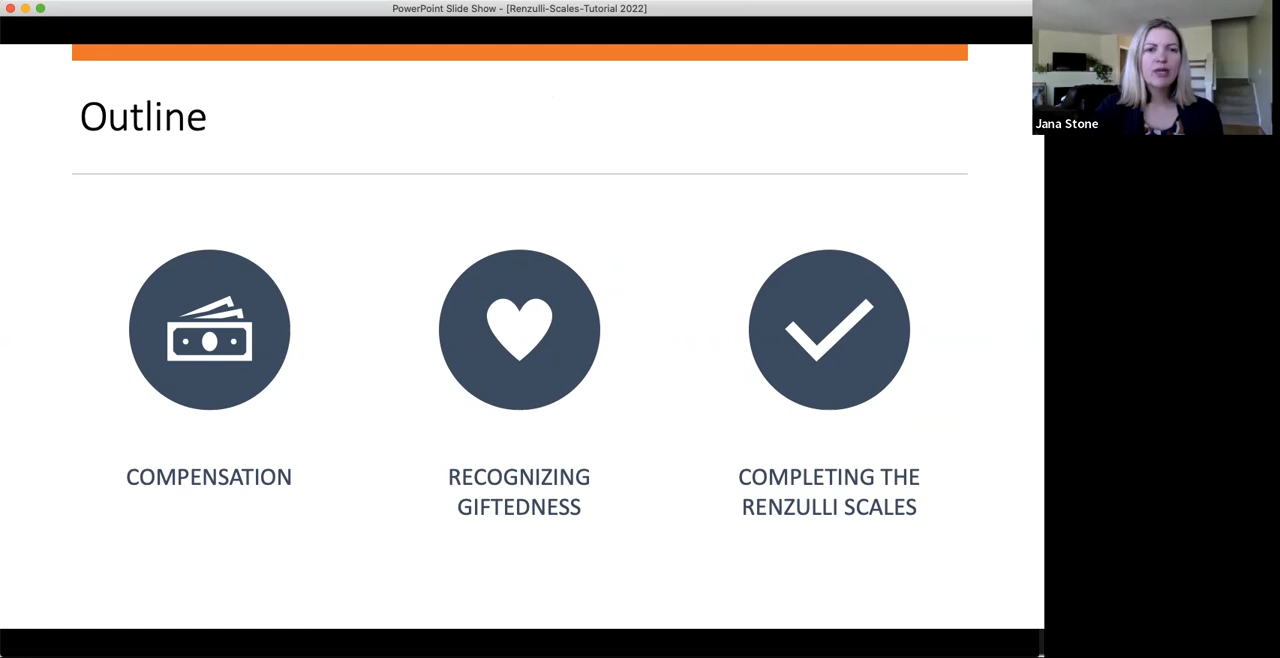 PowerPoint Slide Show - [Renzulli-Scales-Tutorial 2022]
Jana Stone
Outline
COMPENSATION
RECOGNIZING
GIFTEDNESS
COMPLETING THE
RENZULLI SCALES